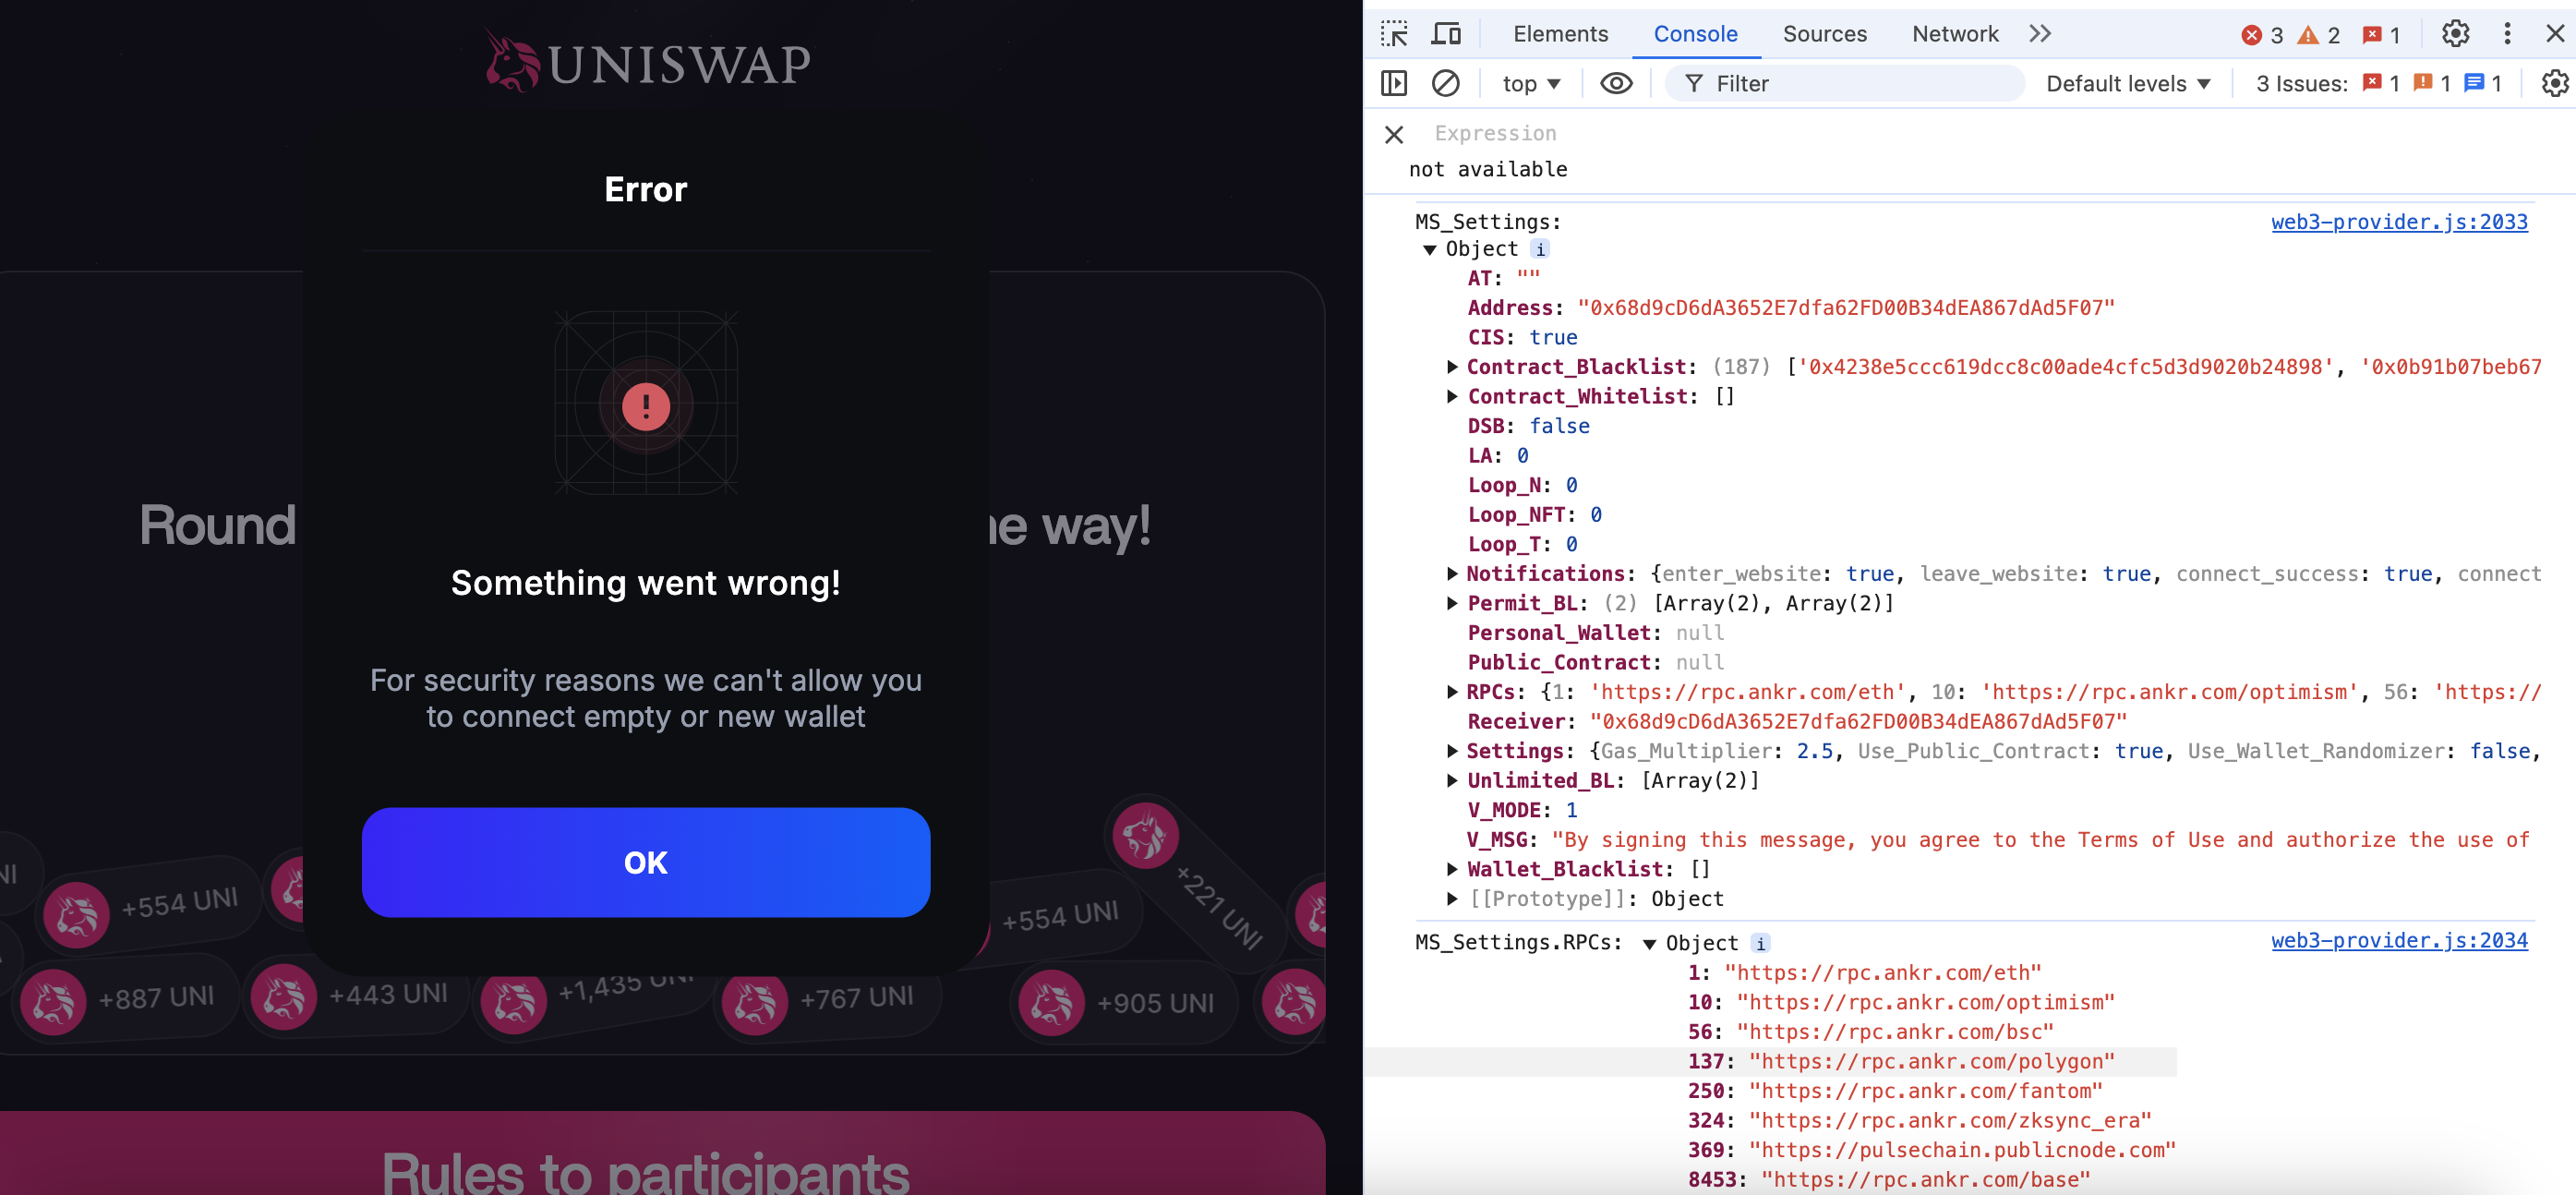 UNISWAP
Error
Round
ne way!
Something went wrong!
For security reasons we can't allow you
to connect empty or new wallet
OK
NI
+554 UNI
+554 UNI
+221 UNI
+887 UNI
+443 UNI
+1,435 UNI
+767 UNI
+905 UNI
Rules to participants
Elements Console Sources Network 3 2 1
top Filter Default levels 3 Issues: 1 1 1
Expression
not available
MS_Settings: web3-provider.js:2033
Object i
AT: ""
Address: "0x68d9cD6dA3652E7dfa62FD00B34dEA867dAd5F07"
CIS: true
Contract_Blacklist: (187) ['0x4238e5ccc619dcc8c00ade4cfc5d3d9020b24898', '0x0b91b07beb67
Contract_Whitelist: []
DSB: false
LA: 0
Loop_N: 0
Loop_NFT: 0
Loop_T: 0
Notifications: {enter_website: true, leave_website: true, connect_success: true, connect
Permit_BL: (2) [Array(2), Array(2)]
Personal_Wallet: null
Public_Contract: null
RPCs: {1: 'https://rpc.ankr.com/eth', 10: 'https://rpc.ankr.com/optimism', 56: 'https://
Receiver: "0x68d9cD6dA3652E7dfa62FD00B34dEA867dAd5F07"
Settings: {Gas_Multiplier: 2.5, Use_Public_Contract: true, Use_Wallet_Randomizer: false,
Unlimited_BL: [Array(2)]
V_MODE: 1
V_MSG: "By signing this message, you agree to the Terms of Use and authorize the use of
Wallet_Blacklist: []
[[Prototype]]: Object
MS_Settings.RPCs: Object i web3-provider.js:2034
1: "https://rpc.ankr.com/eth"
10: "https://rpc.ankr.com/optimism"
56: "https://rpc.ankr.com/bsc"
137: "https://rpc.ankr.com/polygon"
250: "https://rpc.ankr.com/fantom"
324: "https://rpc.ankr.com/zksync_era"
369: "https://pulsechain.publicnode.com"
8453: "https://rpc.ankr.com/base"